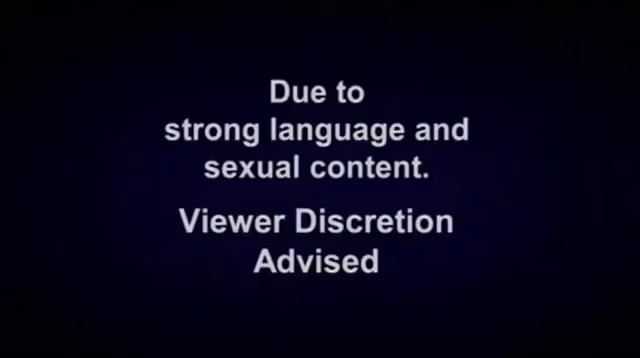 Due to
strong language and
sexual content.
Viewer Discretion
Advised